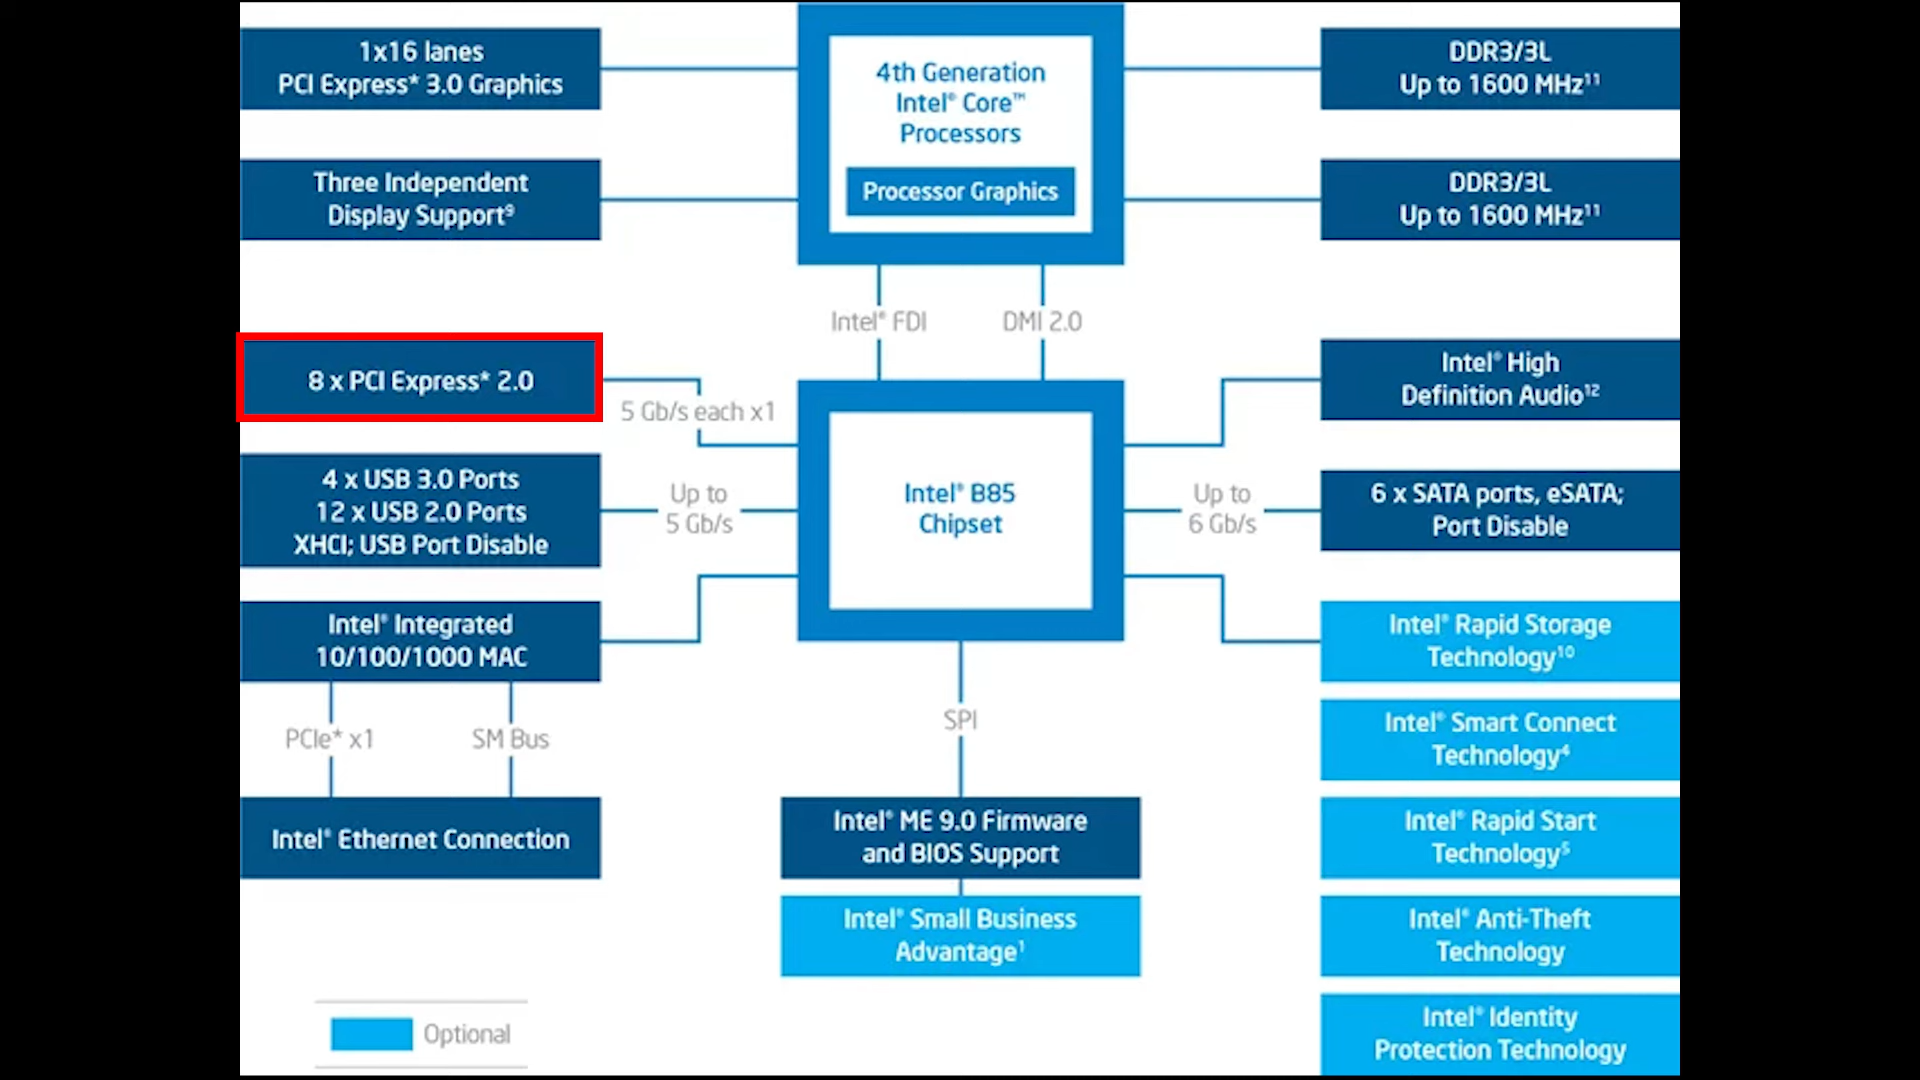 1x16 lanes
PCI Express* 3.0 Graphics
4th Generation
Intel® Core™
Processors
Processor Graphics
DDR3/3L
Up to 1600 MHz¹¹
Three Independent
Display Support⁹
DDR3/3L
Up to 1600 MHz¹¹
Intel® FDI
DMI 2.0
8 x PCI Express* 2.0
5 Gb/s each x1
Intel® High
Definition Audio¹²
4 x USB 3.0 Ports
12 x USB 2.0 Ports
XHCI; USB Port Disable
Up to
5 Gb/s
Intel® B85
Chipset
Up to
6 Gb/s
6 x SATA ports, eSATA;
Port Disable
Intel® Integrated
10/100/1000 MAC
Intel® Rapid Storage
Technology¹⁰
PCIe* x1
SM Bus
SPI
Intel® Smart Connect
Technology⁴
Intel® Ethernet Connection
Intel® ME 9.0 Firmware
and BIOS Support
Intel® Rapid Start
Technology⁵
Intel® Small Business
Advantage¹
Intel® Anti-Theft
Technology
Optional
Intel® Identity
Protection Technology